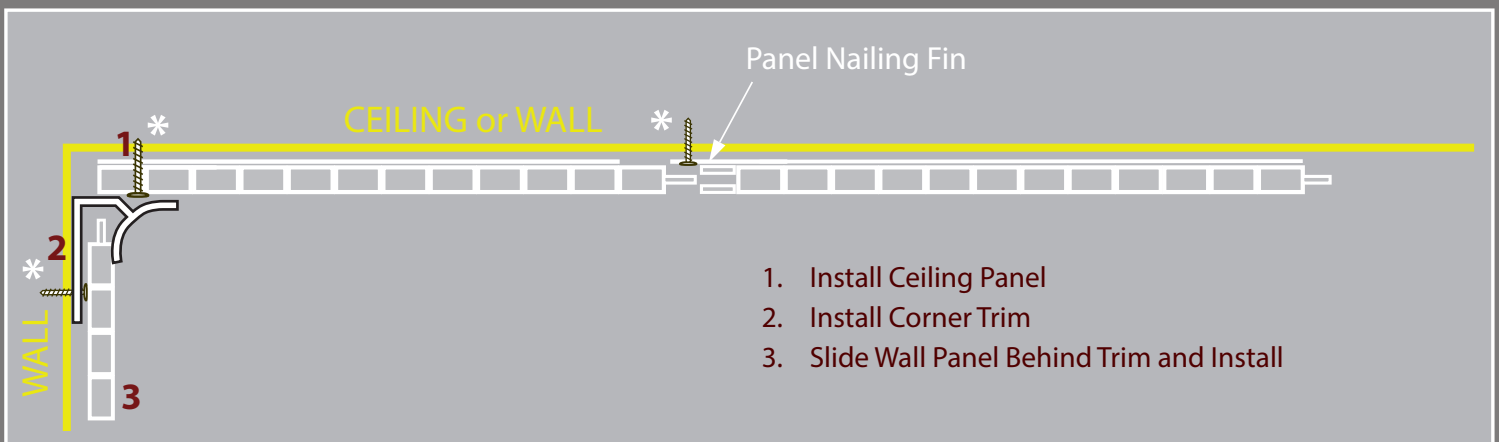 Panel Nailing Fin
CEILING or WALL
*
*
1
2
*
WALL
3
1. Install Ceiling Panel
2. Install Corner Trim
3. Slide Wall Panel Behind Trim and Install